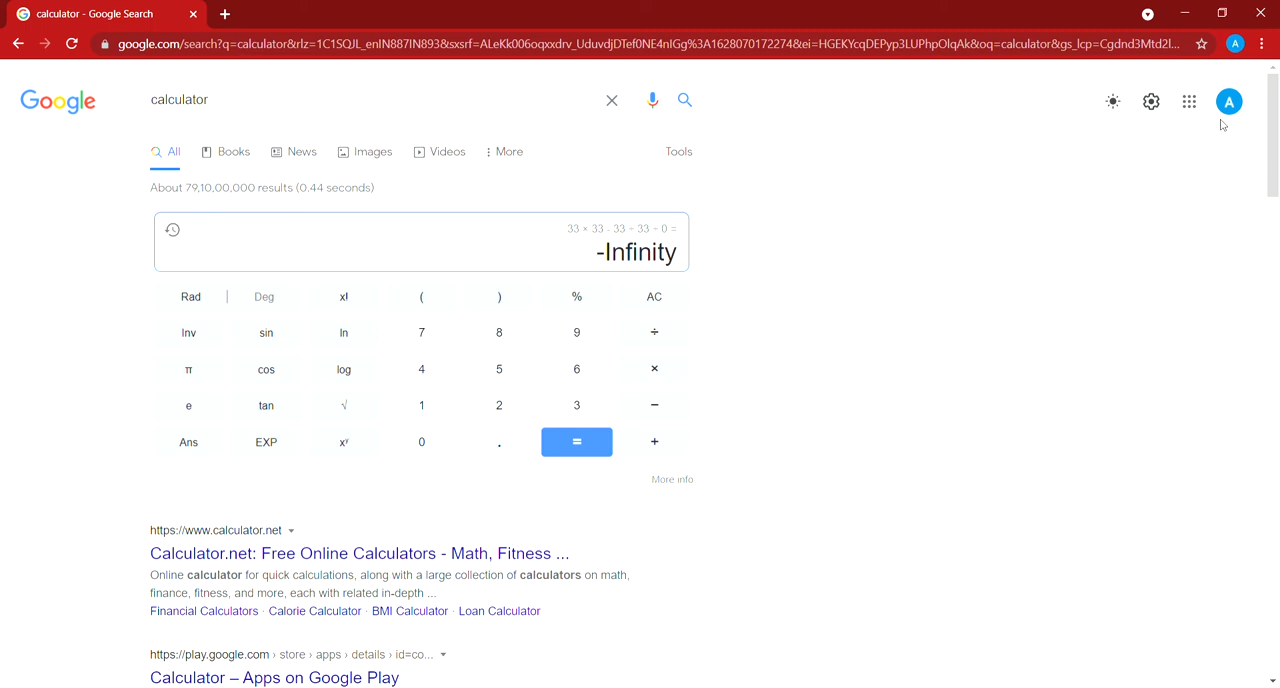 calculator - Google Search
google.com/search?q=calculator&rlz=1C1SQJL_enIN887IN893&sxsrf=ALeKk006oqxxdrv_UduvdjDTef0NE4nIGg%3A1628070172274&ei=HGEKYcqDEPyp3LUPhpOlqAk&oq=calculator&gs_lcp=Cgdnd3Mtd2l...
A
Google
calculator
A
All Books News Images Videos More Tools
About 79,10,00,000 results (0.44 seconds)
33 × 33 - 33 ÷ 33 ÷ 0 =
-Infinity
Rad | Deg x! ( ) % AC
Inv sin ln 7 8 9 ÷
π cos log 4 5 6 ×
e tan √ 1 2 3 −
Ans EXP xʸ 0 . = +
More info
https://www.calculator.net
Calculator.net: Free Online Calculators - Math, Fitness ...
Online calculator for quick calculations, along with a large collection of calculators on math,
finance, fitness, and more, each with related in-depth ...
Financial Calculators · Calorie Calculator · BMI Calculator · Loan Calculator
https://play.google.com › store › apps › details › id=co...
Calculator – Apps on Google Play